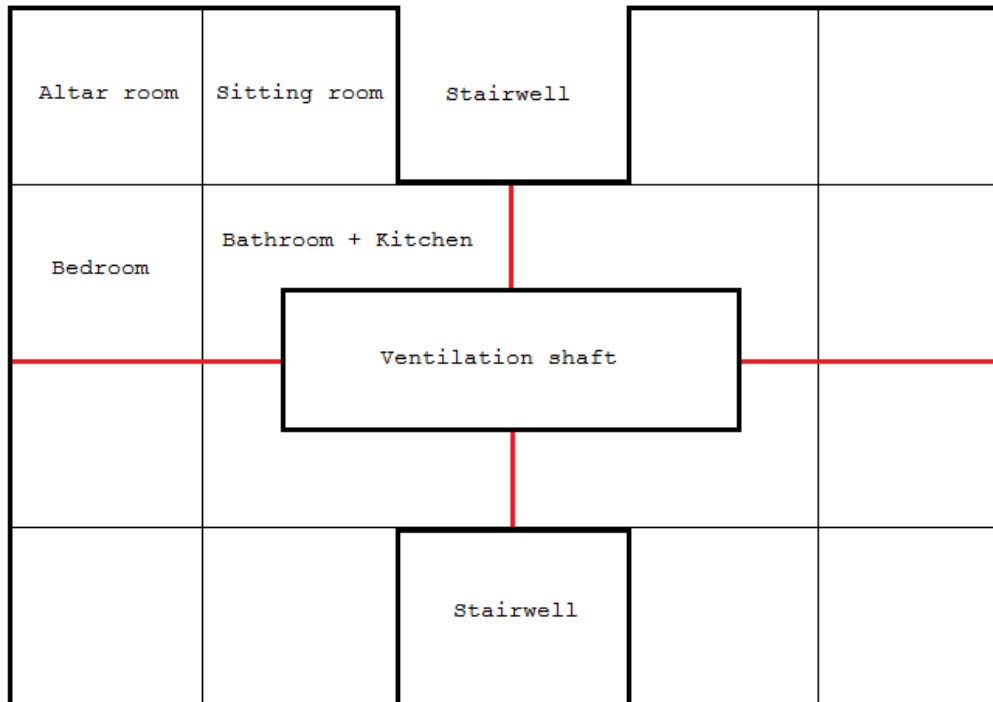 Altar room
Sitting room
Stairwell
Bathroom + Kitchen
Bedroom
Ventilation shaft
Stairwell